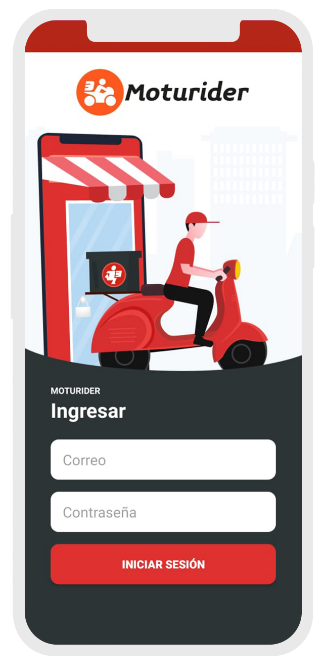 Moturider
MOTURIDER
Ingresar
Correo
Contraseña
INICIAR SESIÓN